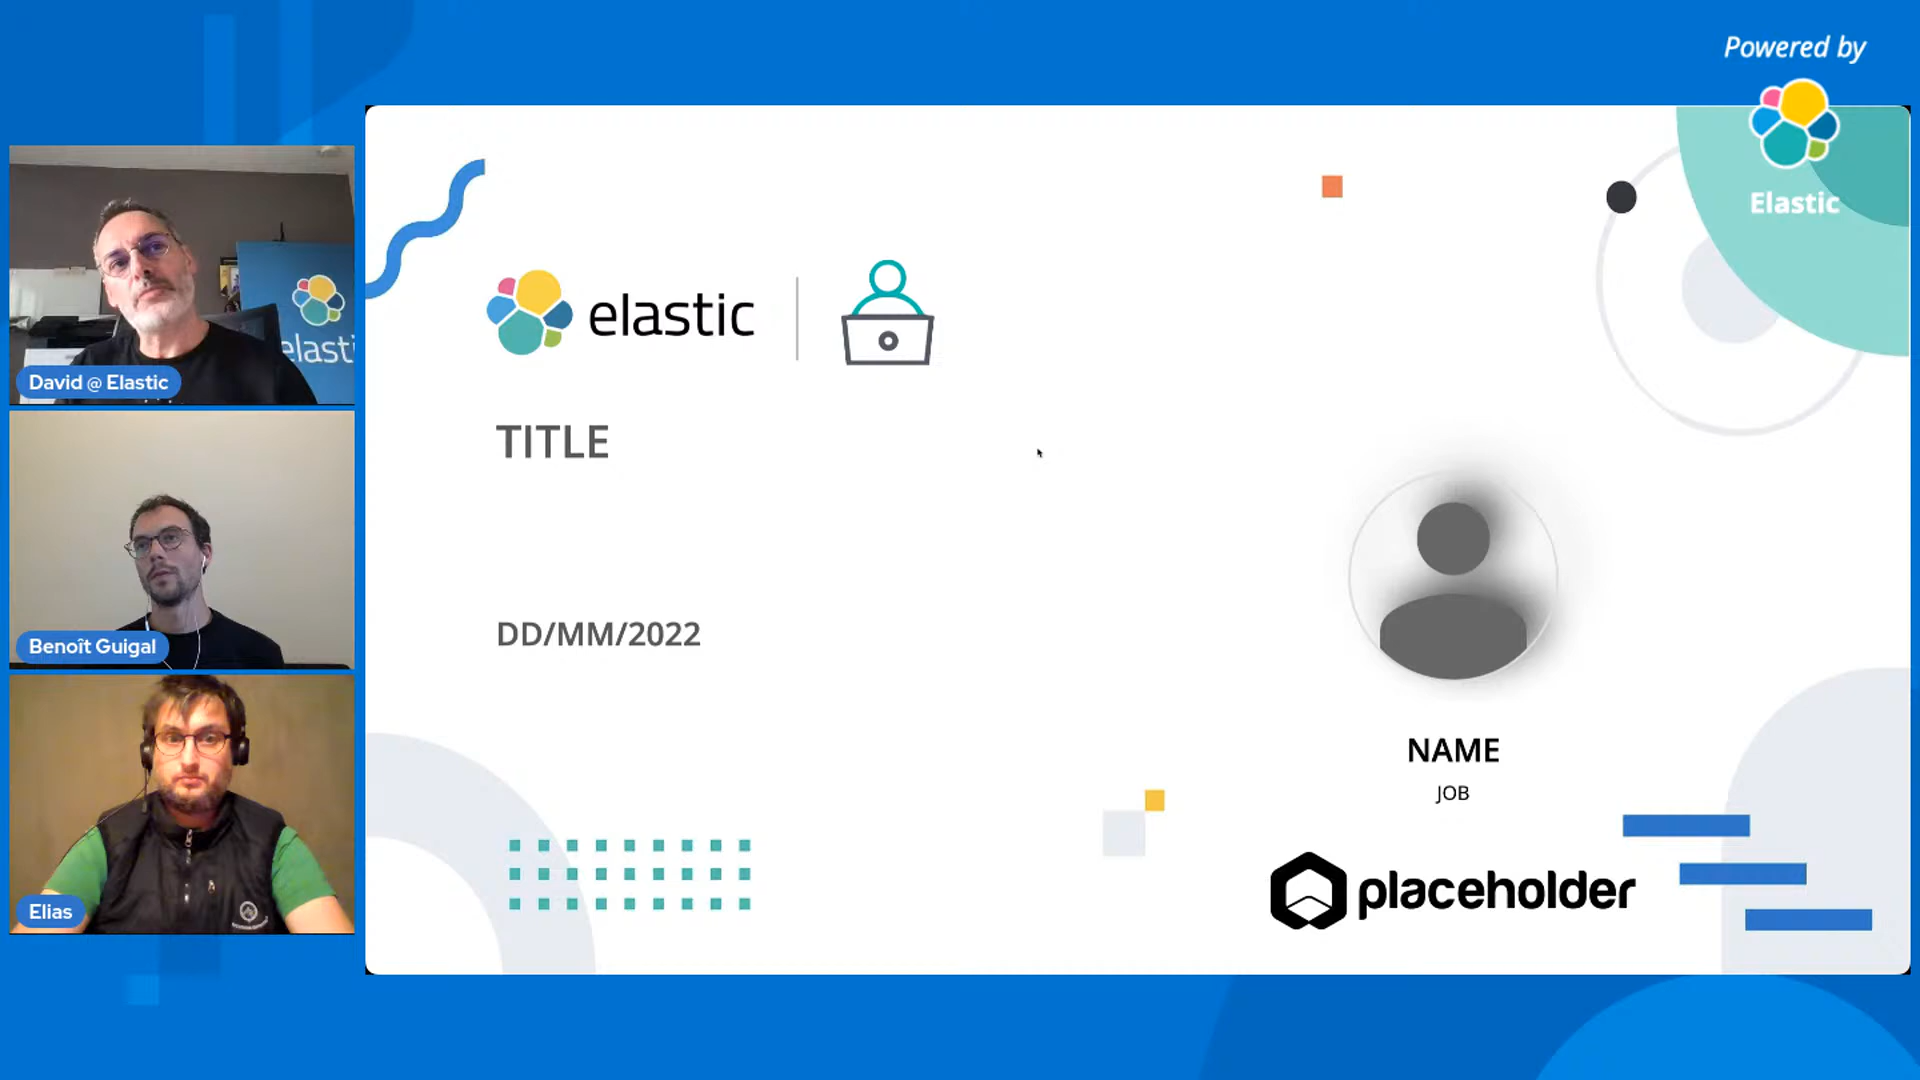 Powered by
Elastic
elasti
David @ Elastic
Benoît Guigal
Elias
elastic
TITLE
DD/MM/2022
NAME
JOB
placeholder